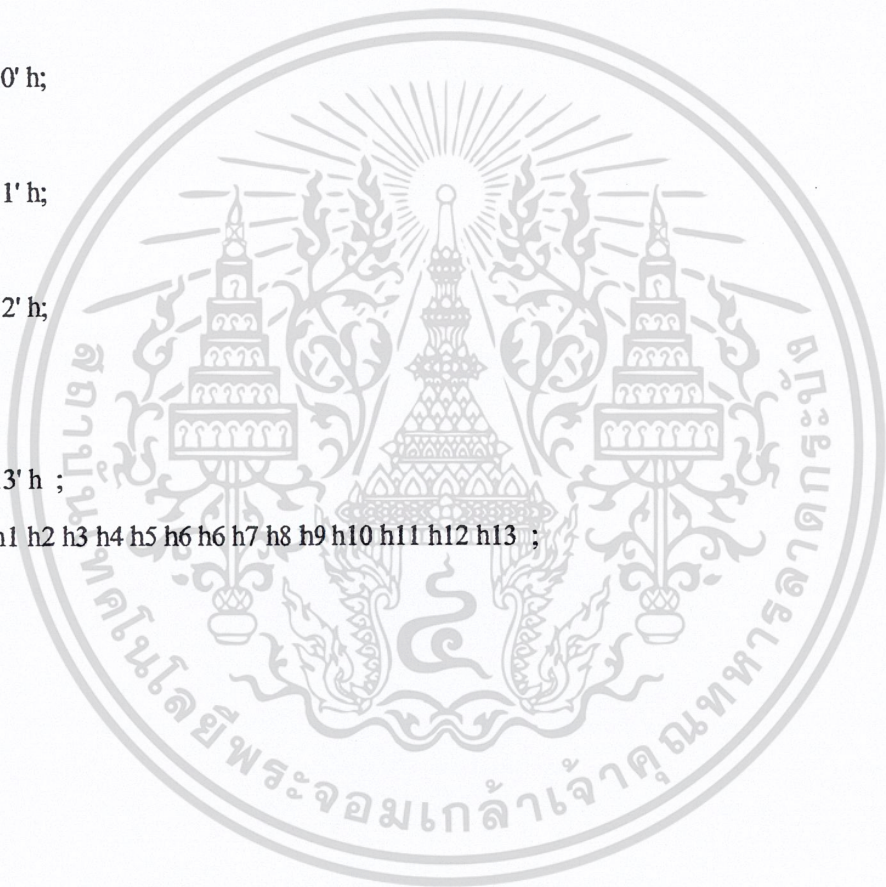 0' h;
1' h;
2' h;
3' h ;
h1 h2 h3 h4 h5 h6 h6 h7 h8 h9 h10 h11 h12 h13 ;
สถาบันเทคโนโลยีพระจอมเกล้าเจ้าคุณทหารลาดกระบัง